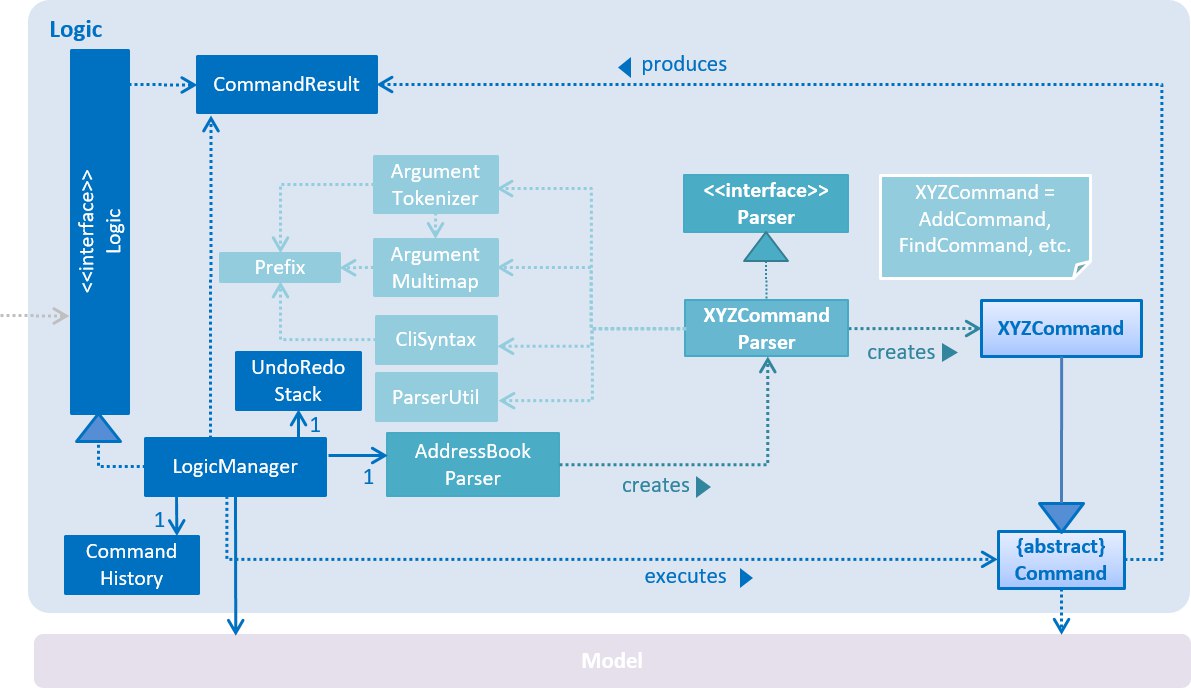 Logic
<<interface>>
Logic
CommandResult
produces
Argument
Tokenizer
<<interface>>
Parser
XYZCommand =
AddCommand,
FindCommand, etc.
Prefix
Argument
Multimap
XYZCommand
Parser
XYZCommand
CliSyntax
creates
UndoRedo
Stack
ParserUtil
1
LogicManager
1
AddressBook
Parser
creates
1
Command
History
executes
{abstract}
Command
Model